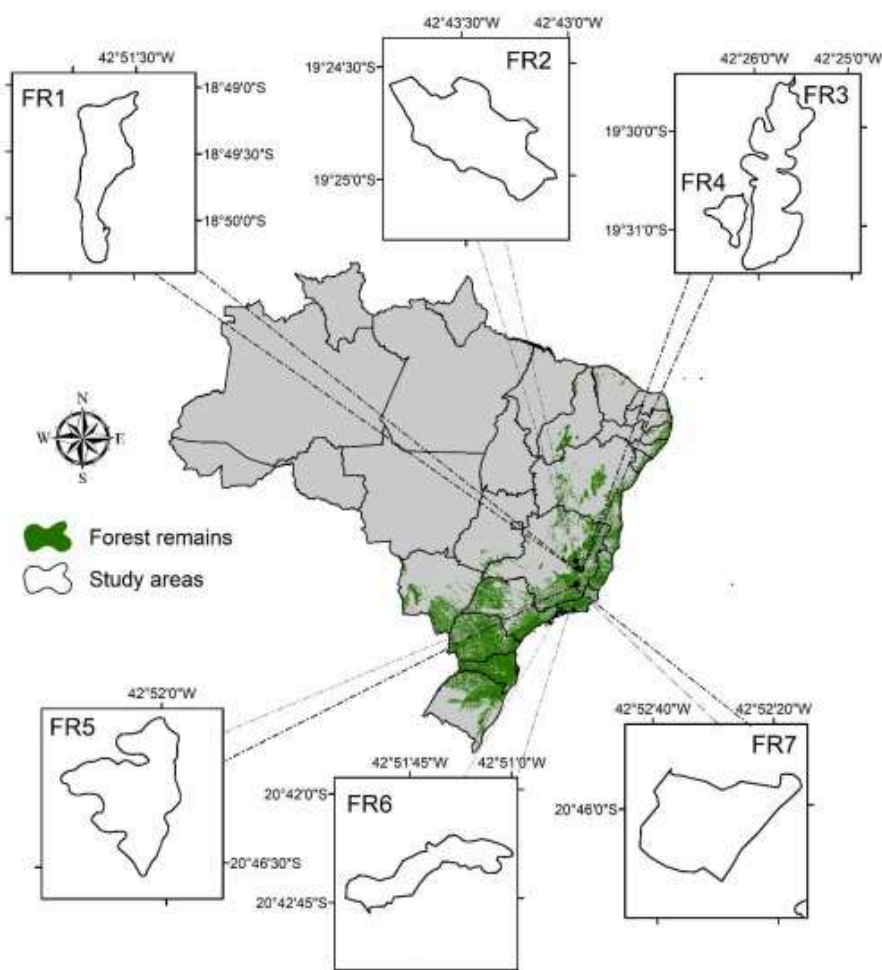 42°51'30"W
FR1
18°49'0"S
18°49'30"S
18°50'0"S
42°43'30"W
42°43'0"W
19°24'30"S
FR2
19°25'0"S
42°26'0"W
42°25'0"W
FR3
19°30'0"S
FR4
19°31'0"S
N
W
E
S
Forest remains
Study areas
42°52'0"W
FR5
20°46'30"S
42°51'45"W
42°51'0"W
20°42'0"S
FR6
20°42'45"S
42°52'40"W
42°52'20"W
FR7
20°46'0"S